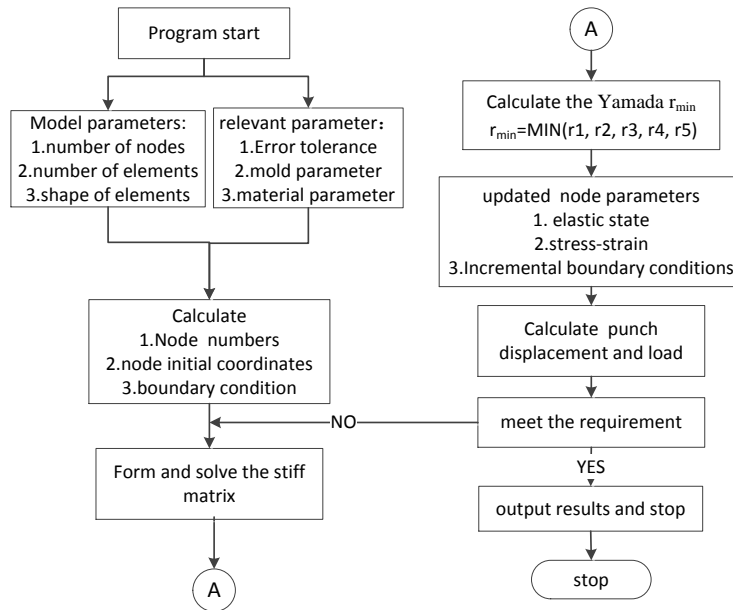 Program start
Model parameters:
1.number of nodes
2.number of elements
3.shape of elements
relevant parameter：
1.Error tolerance
2.mold parameter
3.material parameter
Calculate
1.Node numbers
2.node initial coordinates
3.boundary condition
NO
Form and solve the stiff
matrix
A
A
Calculate the Yamada rmin
rmin=MIN(r1, r2, r3, r4, r5)
updated node parameters
1. elastic state
2.stress-strain
3.Incremental boundary conditions
Calculate punch
displacement and load
meet the requirement
YES
output results and stop
stop